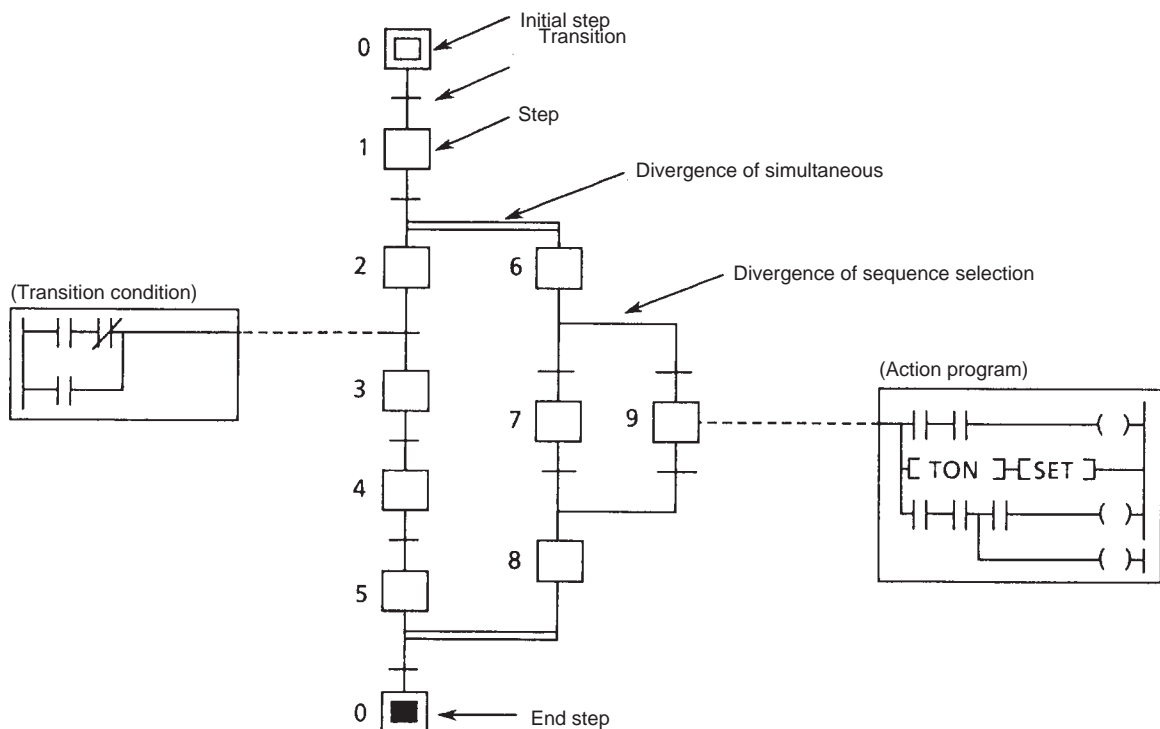 Initial step
Transition
0
Step
1
Divergence of simultaneous
2
6
Divergence of sequence selection
(Transition condition)
3
(Action program)
7
9
TON
SET
4
8
5
0
End step